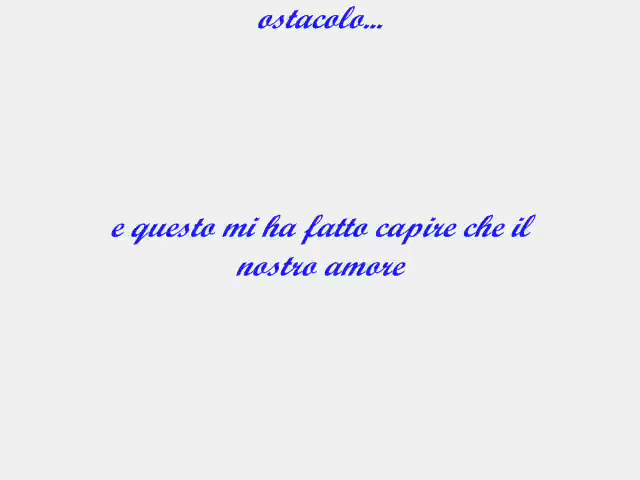 ostacolo...
e questo mi ha fatto capire che il
nostro amore